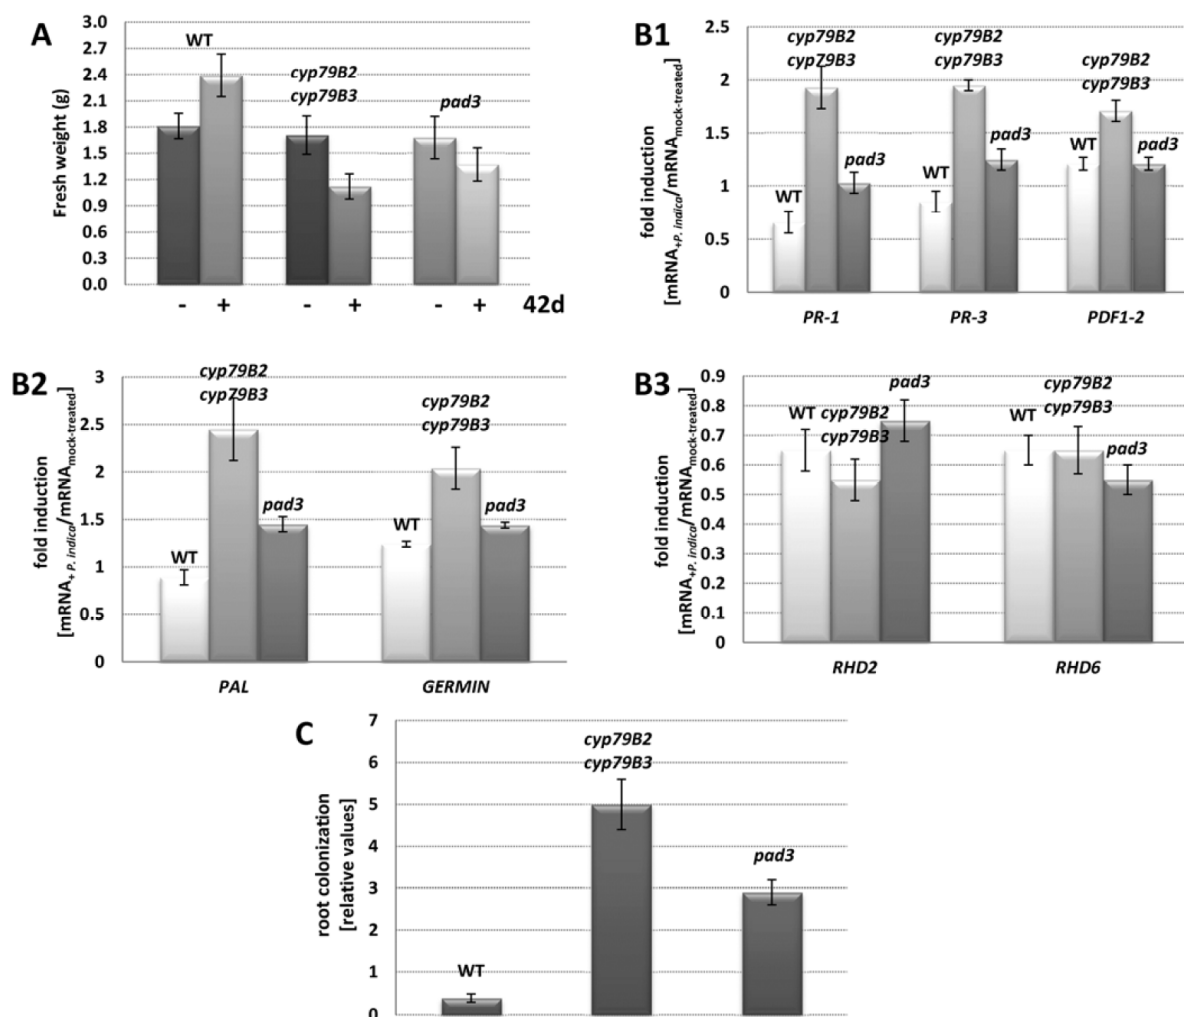 A
Fresh weight (g)
3.0
2.7
2.4
2.1
1.8
1.5
1.2
0.9
0.6
0.3
0.0
WT
cyp79B2
cyp79B3
pad3
- + - + - + 42d
B1
fold induction
[mRNA+P. indica/mRNAmock-treated]
2.5
2
1.5
1
0.5
0
cyp79B2
cyp79B3
cyp79B2
cyp79B3
cyp79B2
cyp79B3
WT
pad3
WT
pad3
WT
pad3
PR-1 PR-3 PDF1-2
B2
fold induction
[mRNA+P. indica/mRNAmock-treated]
3
2.5
2
1.5
1
0.5
0
cyp79B2
cyp79B3
cyp79B2
cyp79B3
WT
pad3
WT
pad3
PAL GERMIN
B3
fold induction
[mRNA+P. indica/mRNAmock-treated]
0.9
0.8
0.7
0.6
0.5
0.4
0.3
0.2
0.1
0
WT
cyp79B2
cyp79B3
pad3
WT
cyp79B2
cyp79B3
pad3
RHD2 RHD6
C
root colonization
[relative values]
7
6
5
4
3
2
1
0
WT
cyp79B2
cyp79B3
pad3